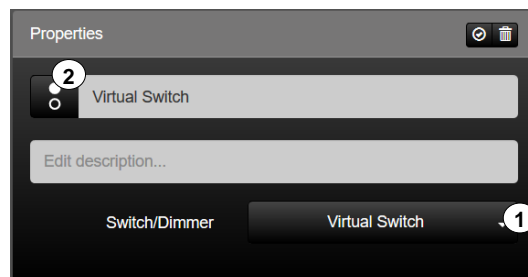 Properties
2
Virtual Switch
Edit description...
Switch/Dimmer Virtual Switch 1